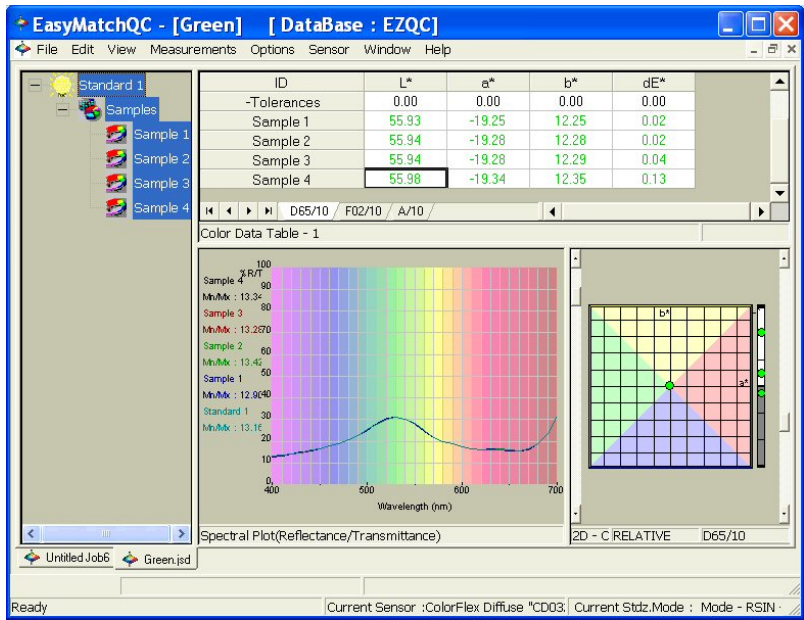 EasyMatchQC - [Green] [ DataBase : EZQC]
File Edit View Measurements Options Sensor Window Help
Standard 1
Samples
Sample 1
Sample 2
Sample 3
Sample 4
ID L* a* b* dE*
-Tolerances 0.00 0.00 0.00 0.00
Sample 1 55.93 -19.25 12.25 0.02
Sample 2 55.94 -19.28 12.28 0.02
Sample 3 55.94 -19.28 12.29 0.04
Sample 4 55.98 -19.34 12.35 0.13
D65/10 F02/10 A/10
Color Data Table - 1
% R/T
100
90
80
70
60
50
40
30
20
10
0
Sample 4
Mn/Mx : 13.34
Sample 3
Mn/Mx : 13.28
Sample 2
Mn/Mx : 13.42
Sample 1
Mn/Mx : 12.90
Standard 1
Mn/Mx : 13.16
400 500 600 700
Wavelength (nm)
b*
a*
Spectral Plot(Reflectance/Transmittance)
2D - C RELATIVE D65/10
Untitled Job6 Green.jsd
Ready Current Sensor :ColorFlex Diffuse "CD03: Current Stdz.Mode : Mode - RSIN -